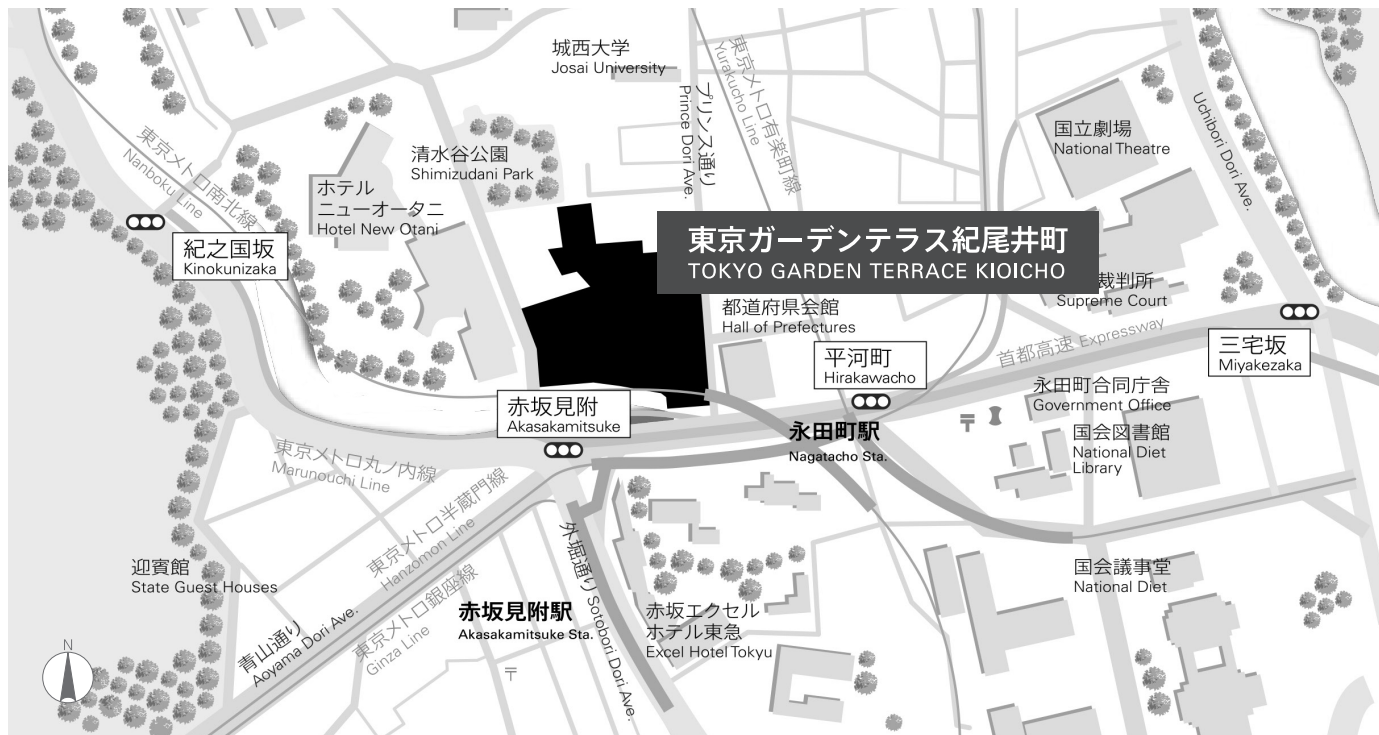 城西大学
Josai University
プリンス通り
Prince Dori Ave.
東京メトロ有楽町線
Yurakucho Line
国立劇場
National Theatre
Uchibori Dori Ave.
東京メトロ南北線
Nanboku Line
清水谷公園
Shimizudani Park
ホテル
ニューオータニ
Hotel New Otani
紀之国坂
Kinokunizaka
東京ガーデンテラス紀尾井町
TOKYO GARDEN TERRACE KIOICHO
裁判所
Supreme Court
都道府県会館
Hall of Prefectures
首都高速 Expressway
三宅坂
Miyakezaka
平河町
Hirakawacho
赤坂見附
Akasakamitsuke
永田町合同庁舎
Government Office
永田町駅
Nagatacho Sta.
〒
国会図書館
National Diet
Library
東京メトロ丸ノ内線
Marunouchi Line
東京メトロ半蔵門線
Hanzomon Line
東京メトロ銀座線
Ginza Line
外堀通り Sotobori Dori Ave.
迎賓館
State Guest Houses
国会議事堂
National Diet
赤坂見附駅
Akasakamitsuke Sta.
赤坂エクセル
ホテル東急
Excel Hotel Tokyu
青山通り
Aoyama Dori Ave.
〒
N